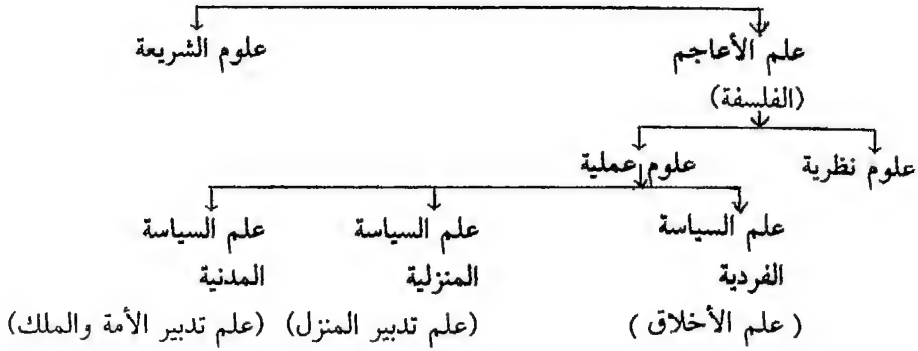 علم الأعاجم علوم الشريعة
(الفلسفة)
علوم نظرية علوم عملية
علم السياسة علم السياسة علم السياسة
الفردية المنزلية المدنية
( علم الأخلاق ) (علم تدبير المنزل) (علم تدبير الأمة والملك)